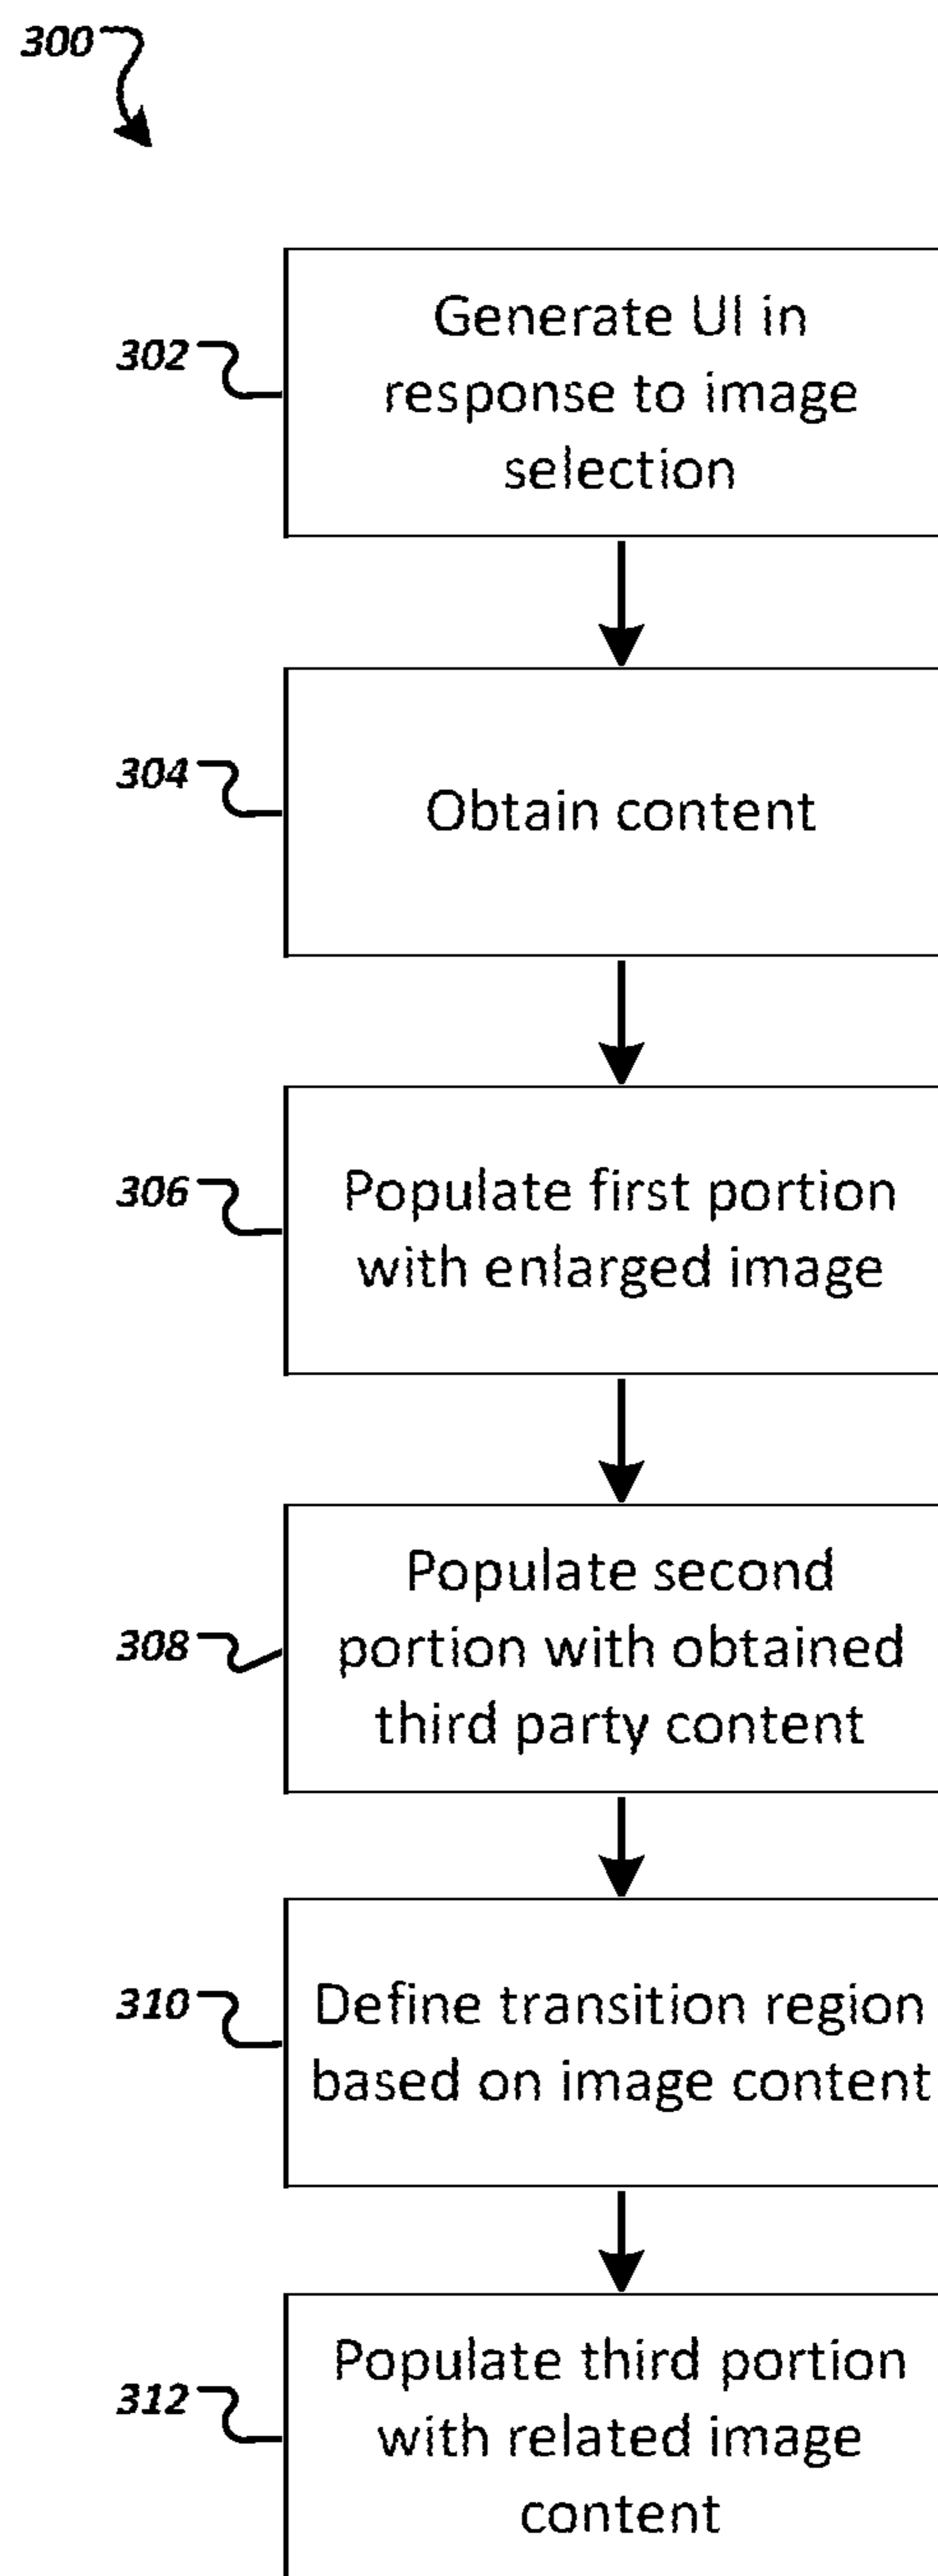 300
302
Generate UI in
response to image
selection
304
Obtain content
306
Populate first portion
with enlarged image
308
Populate second
portion with obtained
third party content
310
Define transition region
based on image content
312
Populate third portion
with related image
content